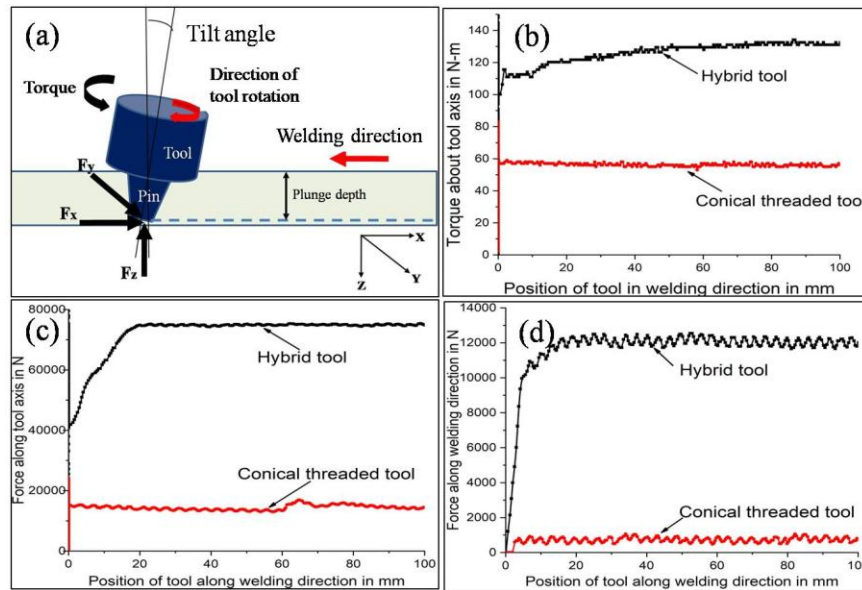 (a)
Tilt angle
Torque
Direction of
tool rotation
Welding direction
Tool
Fy
Pin
Plunge depth
Fx
Fz
X
Y
Z
(b)
Torque about tool axis in N-m
140
120
100
80
60
40
20
0
Hybrid tool
Conical threaded tool
0 20 40 60 80 100
Position of tool in welding direction in mm
(c)
Force along tool axis in N
80000
60000
40000
20000
0
Hybrid tool
Conical threaded tool
0 20 40 60 80 100
Position of tool along welding direction in mm
(d)
Force along welding direction in N
14000
12000
10000
8000
6000
4000
2000
0
Hybrid tool
Conical threaded tool
0 20 40 60 80 100
Position of tool along welding direction in mm